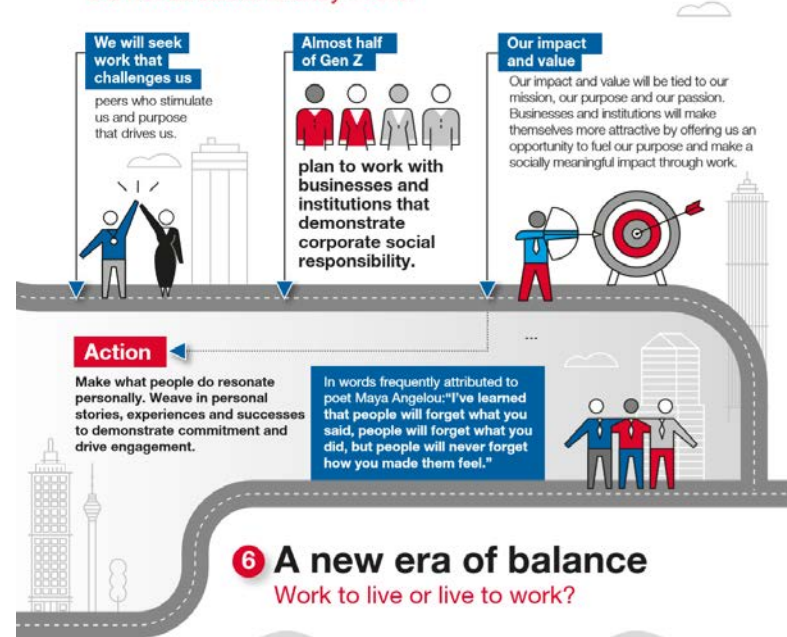 We will seek
work that
challenges us
peers who stimulate
us and purpose
that drives us.
Almost half
of Gen Z
plan to work with
businesses and
institutions that
demonstrate
corporate social
responsibility.
Our impact
and value
Our impact and value will be tied to our
mission, our purpose and our passion.
Businesses and institutions will make
themselves more attractive by offering us an
opportunity to fuel our purpose and make a
socially meaningful impact through work.
...
Action
Make what people do resonate
personally. Weave in personal
stories, experiences and successes
to demonstrate commitment and
drive engagement.
In words frequently attributed to
poet Maya Angelou:"I've learned
that people will forget what you
said, people will forget what you
did, but people will never forget
how you made them feel."
6 A new era of balance
Work to live or live to work?